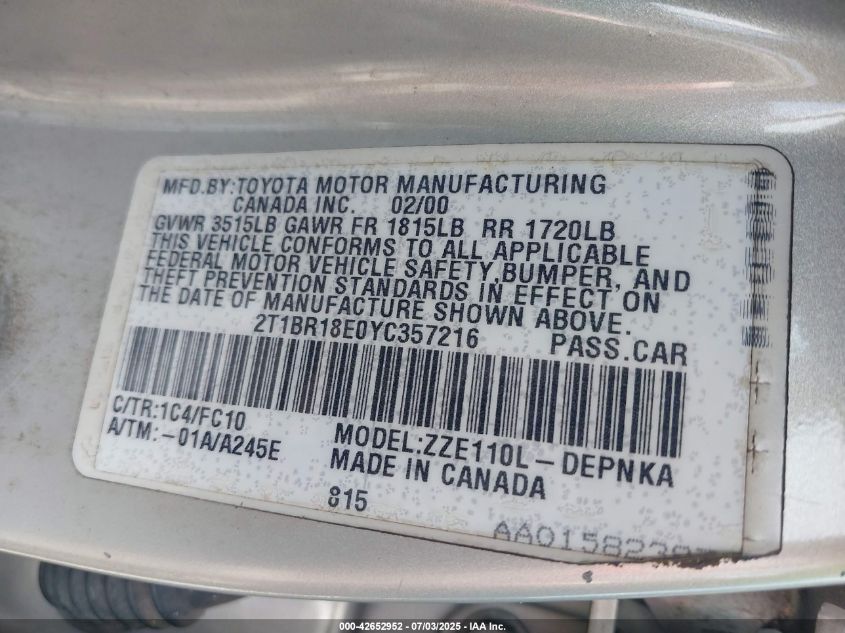 MFD.BY:TOYOTA MOTOR MANUFACTURING
CANADA INC. 02/00
GVWR 3515LB GAWR FR 1815LB RR 1720LB
THIS VEHICLE CONFORMS TO ALL APPLICABLE
FEDERAL MOTOR VEHICLE SAFETY,BUMPER, AND
THEFT PREVENTION STANDARDS IN EFFECT ON
THE DATE OF MANUFACTURE SHOWN ABOVE.
2T1BR18E0YC357216 PASS.CAR
C/TR:1C4/FC10
A/TM:-01A/A245E
MODEL:ZZE110L-DEPNKA
MADE IN CANADA
815
000-42652952 - 07/03/2025 - IAA Inc.